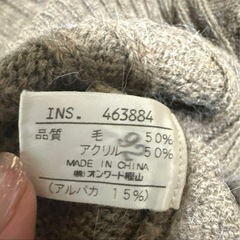 INS. 463884
品質 毛 50%
アクリル 50%
MADE IN CHINA
㈱オンワード樫山
(アルパカ 15%)